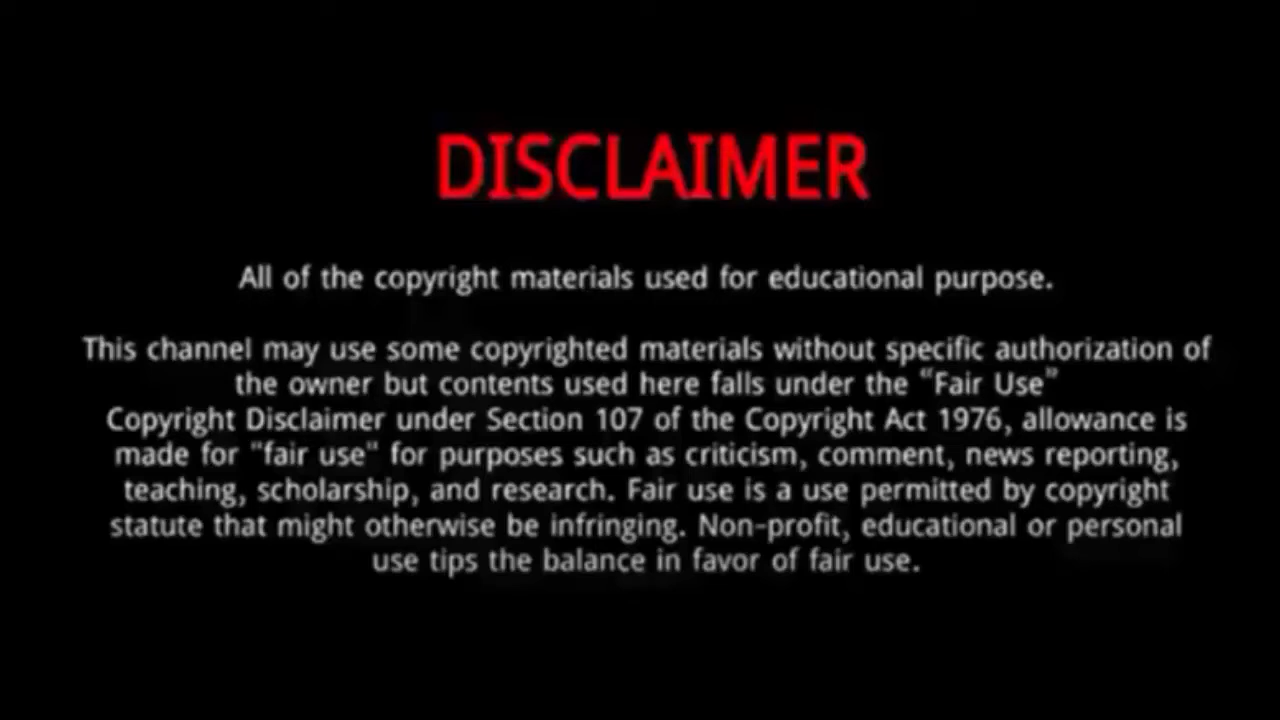 DISCLAIMER
All of the copyright materials used for educational purpose.
This channel may use some copyrighted materials without specific authorization of
the owner but contents used here falls under the “Fair Use”
Copyright Disclaimer under Section 107 of the Copyright Act 1976, allowance is
made for "fair use" for purposes such as criticism, comment, news reporting,
teaching, scholarship, and research. Fair use is a use permitted by copyright
statute that might otherwise be infringing. Non-profit, educational or personal
use tips the balance in favor of fair use.